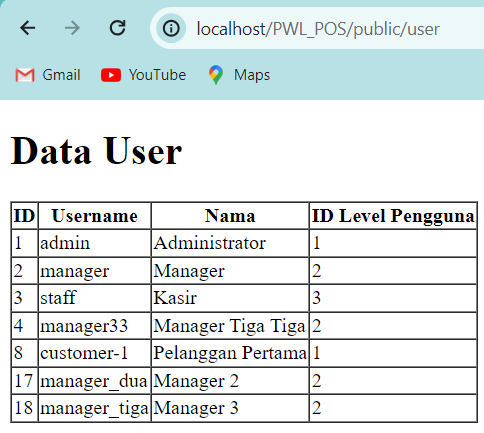 localhost/PWL_POS/public/user
Gmail YouTube Maps
Data User
ID Username Nama ID Level Pengguna
1 admin Administrator 1
2 manager Manager 2
3 staff Kasir 3
4 manager33 Manager Tiga Tiga 2
8 customer-1 Pelanggan Pertama 1
17 manager_dua Manager 2 2
18 manager_tiga Manager 3 2